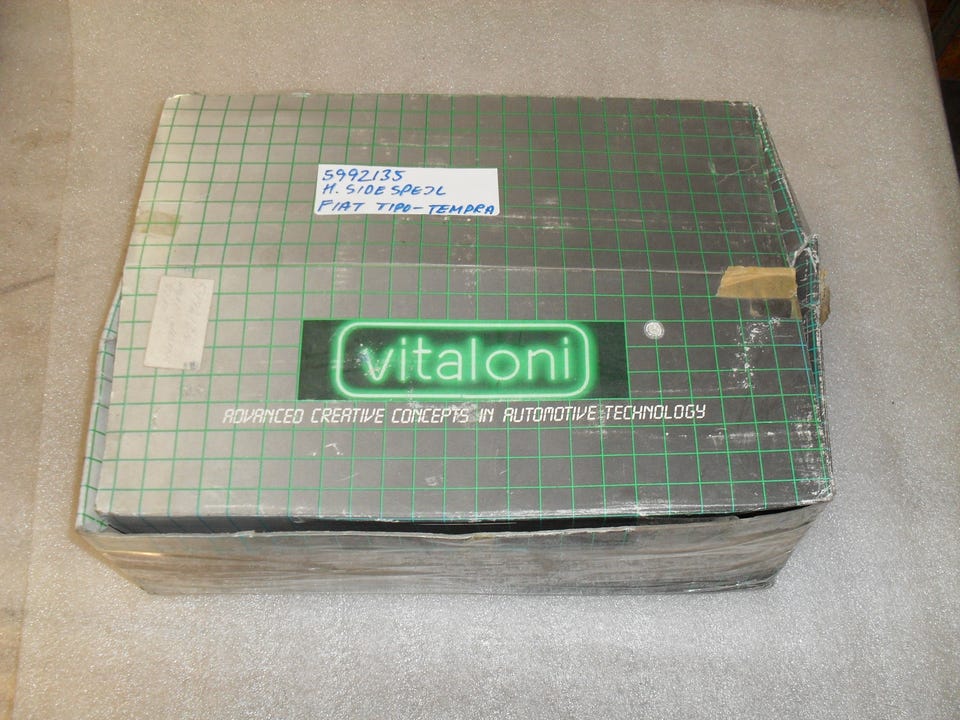 5992135
H. SIDESPEJL
FIAT TIPO-TEMPRA
vitaloni
ADVANCED CREATIVE CONCEPTS IN AUTOMOTIVE TECHNOLOGY